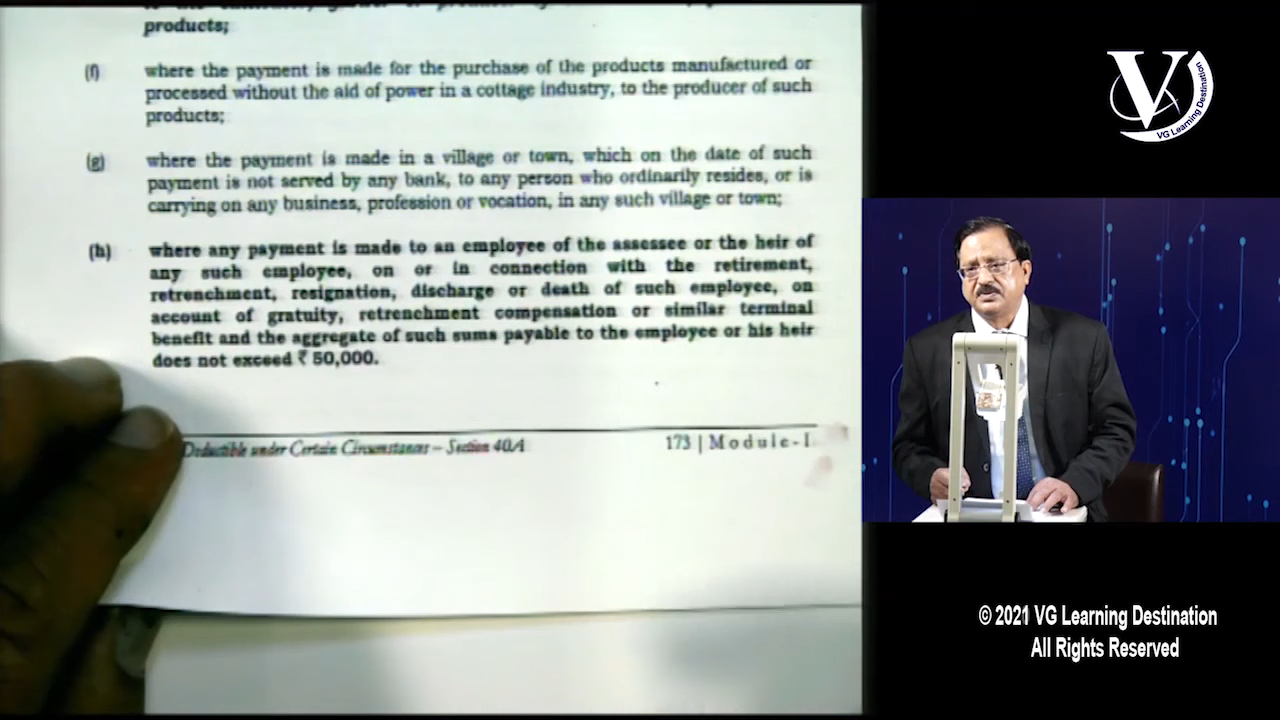 products;
(f) where the payment is made for the purchase of the products manufactured or
processed without the aid of power in a cottage industry, to the producer of such
products;
(g) where the payment is made in a village or town, which on the date of such
payment is not served by any bank, to any person who ordinarily resides, or is
carrying on any business, profession or vocation, in any such village or town;
(h) where any payment is made to an employee of the assessee or the heir of
any such employee, on or in connection with the retirement,
retrenchment, resignation, discharge or death of such employee, on
account of gratuity, retrenchment compensation or similar terminal
benefit and the aggregate of such sums payable to the employee or his heir
does not exceed ₹ 50,000.
Deductible under Certain Circumstances – Section 40A 173 | Module-I
V
VG Learning Destination
© 2021 VG Learning Destination
All Rights Reserved